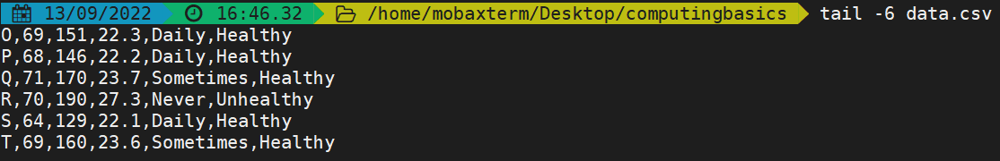 13/09/2022 16:46.32 /home/mobaxterm/Desktop/computingbasics tail -6 data.csv
O,69,151,22.3,Daily,Healthy
P,68,146,22.2,Daily,Healthy
Q,71,170,23.7,Sometimes,Healthy
R,70,190,27.3,Never,Unhealthy
S,64,129,22.1,Daily,Healthy
T,69,160,23.6,Sometimes,Healthy